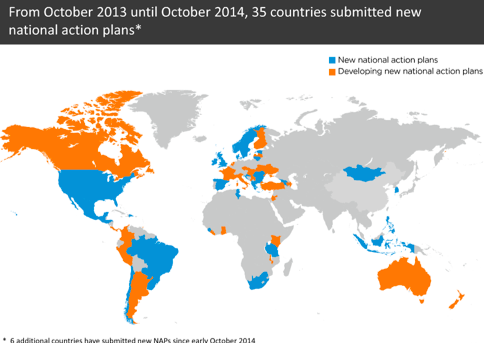 From October 2013 until October 2014, 35 countries submitted new
national action plans*
New national action plans
Developing new national action plans
* 6 additional countries have submitted new NAPs since early October 2014